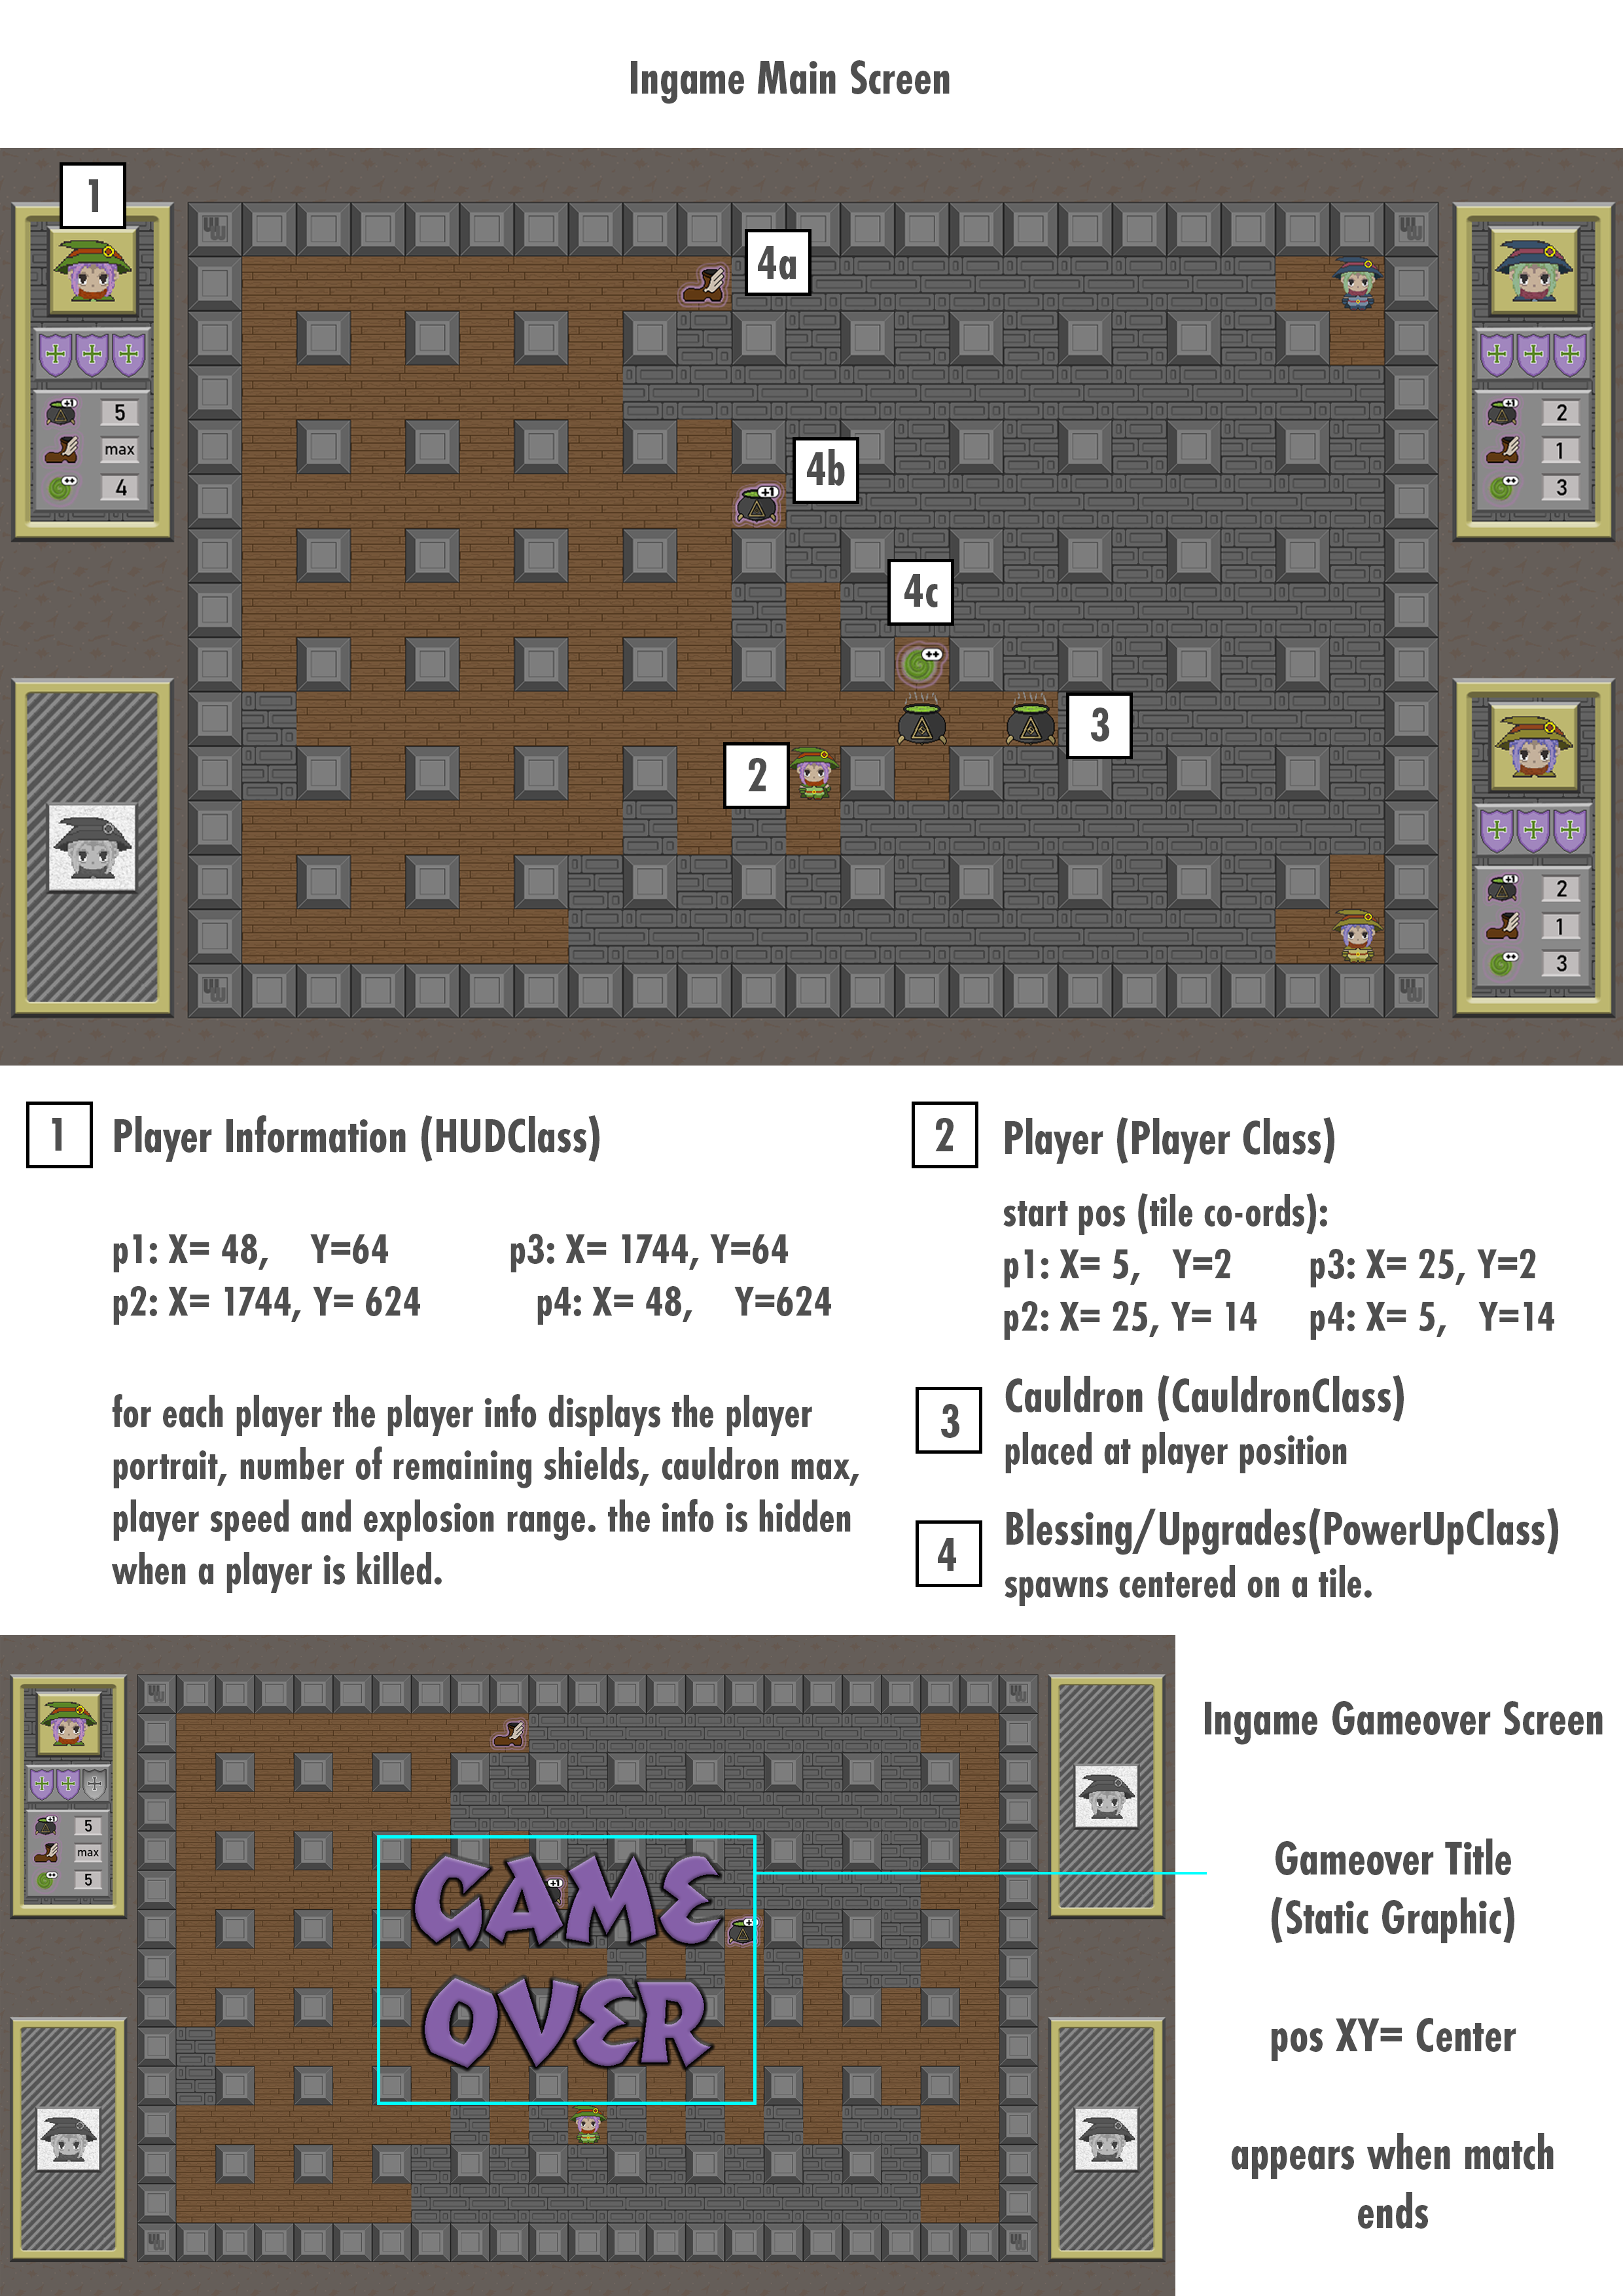 Ingame Main Screen
1
4a
5
max
4
2
1
3
4b
4c
3
2
2
1
3
1 Player Information (HUDClass)
p1: X= 48, Y=64 p3: X= 1744, Y=64
p2: X= 1744, Y= 624 p4: X= 48, Y=624
for each player the player info displays the player
portrait, number of remaining shields, cauldron max,
player speed and explosion range. the info is hidden
when a player is killed.
2 Player (Player Class)
start pos (tile co-ords):
p1: X= 5, Y=2 p3: X= 25, Y=2
p2: X= 25, Y= 14 p4: X= 5, Y=14
3 Cauldron (CauldronClass)
placed at player position
4 Blessing/Upgrades(PowerUpClass)
spawns centered on a tile.
5
max
5
GAME
OVER
Ingame Gameover Screen
Gameover Title
(Static Graphic)
pos XY= Center
appears when match
ends